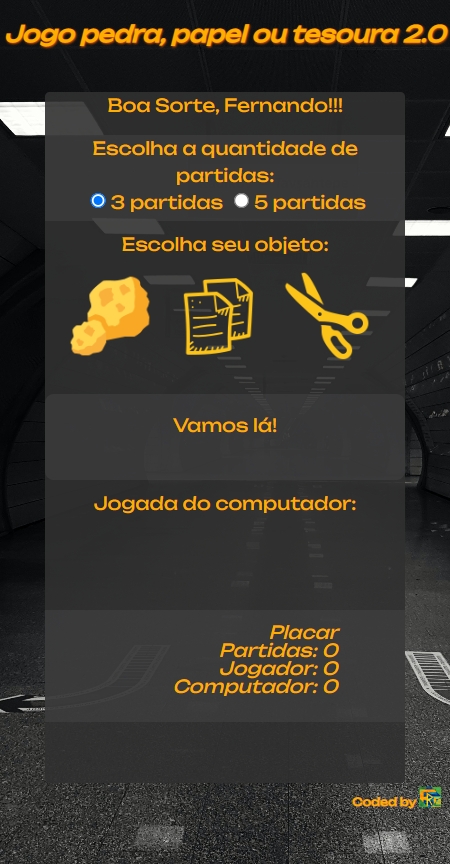 Jogo pedra, papel ou tesoura 2.0
Boa Sorte, Fernando!!!
Escolha a quantidade de
partidas:
3 partidas 5 partidas
Escolha seu objeto:
Vamos lá!
Jogada do computador:
Placar
Partidas: 0
Jogador: 0
Computador: 0
Coded by